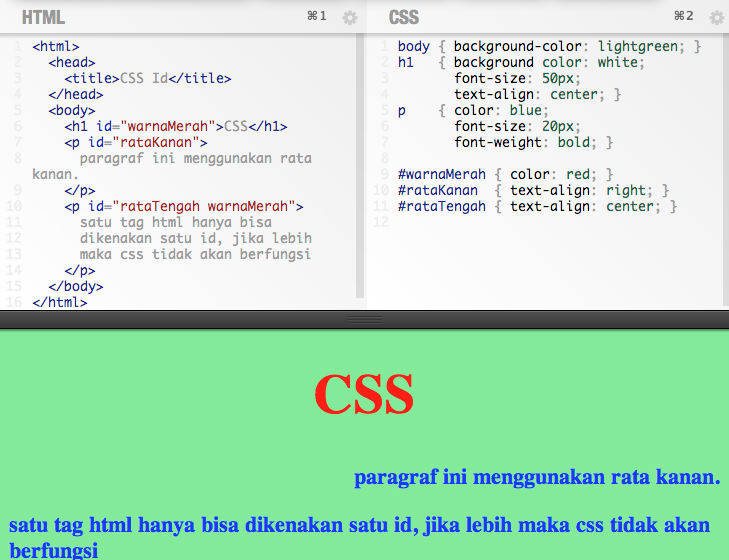 HTML ⌘1
1 <html>
2 <head>
3 <title>CSS Id</title>
4 </head>
5 <body>
6 <h1 id="warnaMerah">CSS</h1>
7 <p id="rataKanan">
8 paragraf ini menggunakan rata
kanan.
9 </p>
10 <p id="rataTengah warnaMerah">
11 satu tag html hanya bisa
12 dikenakan satu id, jika lebih
13 maka css tidak akan berfungsi
14 </p>
15 </body>
16 </html>
CSS ⌘2
1 body { background-color: lightgreen; }
2 h1 { background color: white;
3 font-size: 50px;
4 text-align: center; }
5 p { color: blue;
6 font-size: 20px;
7 font-weight: bold; }
8
9 #warnaMerah { color: red; }
10 #rataKanan { text-align: right; }
11 #rataTengah { text-align: center; }
12
CSS
paragraf ini menggunakan rata kanan.
satu tag html hanya bisa dikenakan satu id, jika lebih maka css tidak akan
berfungsi